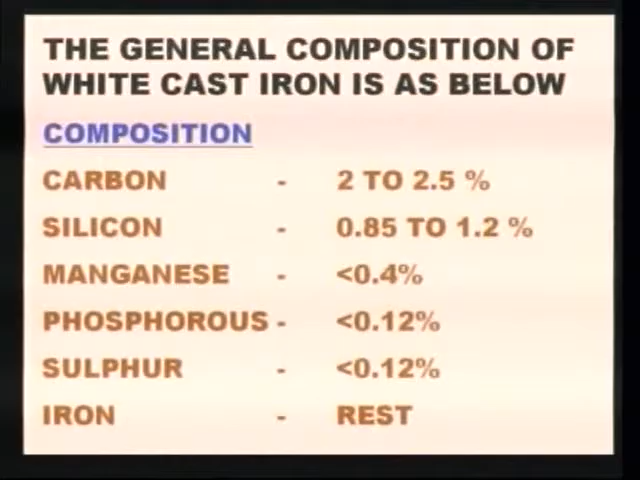 THE GENERAL COMPOSITION OF
WHITE CAST IRON IS AS BELOW
COMPOSITION
CARBON - 2 TO 2.5 %
SILICON - 0.85 TO 1.2 %
MANGANESE - <0.4%
PHOSPHOROUS - <0.12%
SULPHUR - <0.12%
IRON - REST